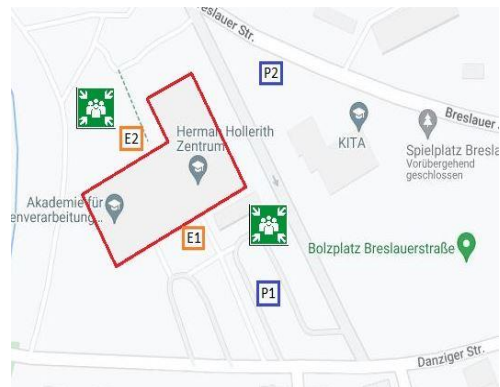 Breslauer Str.
P2
Breslauer
E2
Herman Hollerith
Zentrum
KITA
Spielplatz Bresla
Vorübergehend
geschlossen
Akademie für
enverarbeitung...
E1
Bolzplatz Breslauerstraße
P1
Danziger Str.